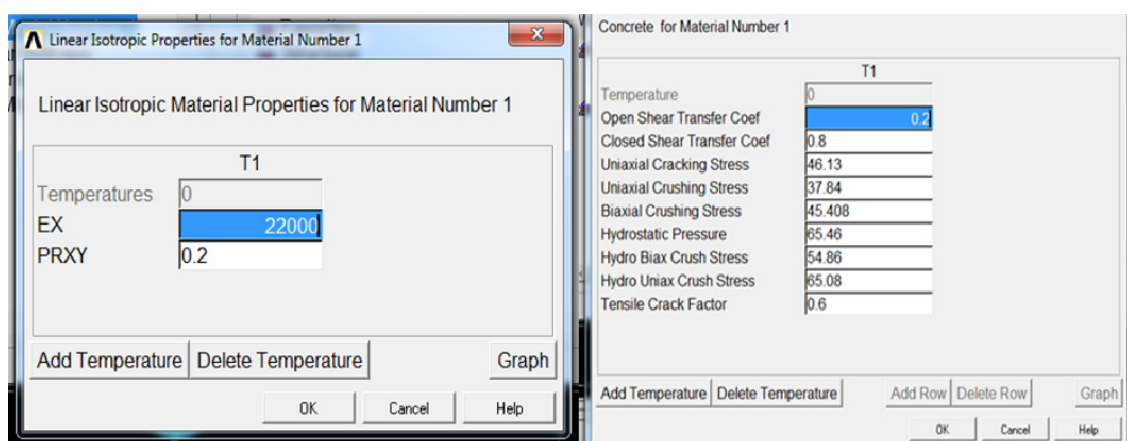 Linear Isotropic Properties for Material Number 1
Linear Isotropic Material Properties for Material Number 1
T1
Temperatures 0
EX 22000
PRXY 0.2
Add Temperature Delete Temperature Graph
OK Cancel Help
Concrete for Material Number 1
T1
Temperature 0
Open Shear Transfer Coef 0.2
Closed Shear Transfer Coef 0.8
Uniaxial Cracking Stress 46.13
Uniaxial Crushing Stress 37.84
Biaxial Crushing Stress 45.408
Hydrostatic Pressure 65.46
Hydro Biax Crush Stress 54.86
Hydro Uniax Crush Stress 65.08
Tensile Crack Factor 0.6
Add Temperature Delete Temperature Add Row Delete Row Graph
OK Cancel Help